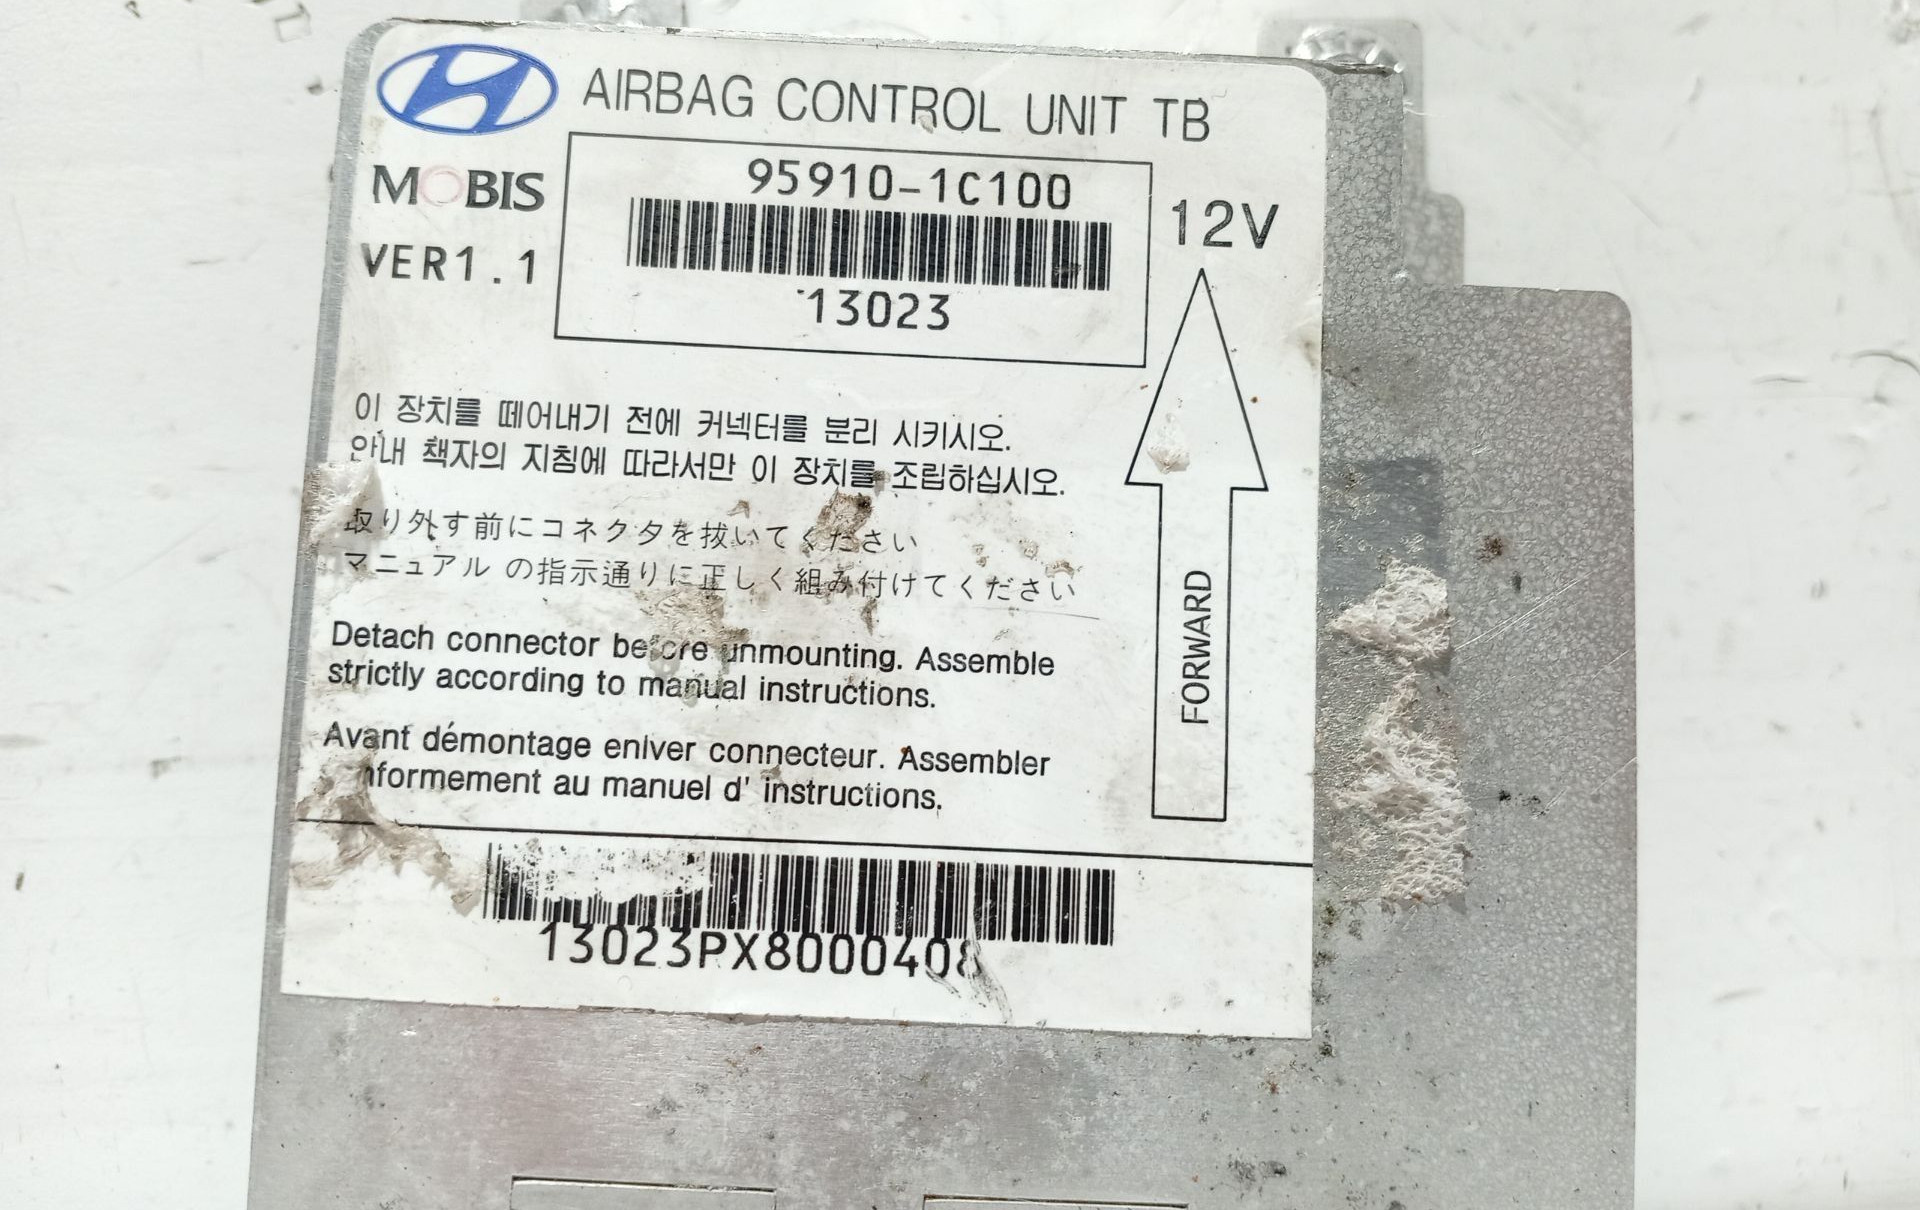 AIRBAG CONTROL UNIT TB
MOBIS
95910-1C100
12V
VER1.1
13023
이 장치를 떼어내기 전에 커넥터를 분리 시키시오.
안내 책자의 지침에 따라서만 이 장치를 조립하십시오.
取り外す前にコネクタを抜いてください
マニュアル の指示通りに正しく組み付けてください
FORWARD
Detach connector before unmounting. Assemble
strictly according to manual instructions.
Avant démontage enlver connecteur. Assembler
au manuel d' instructions.
13023PX8000408